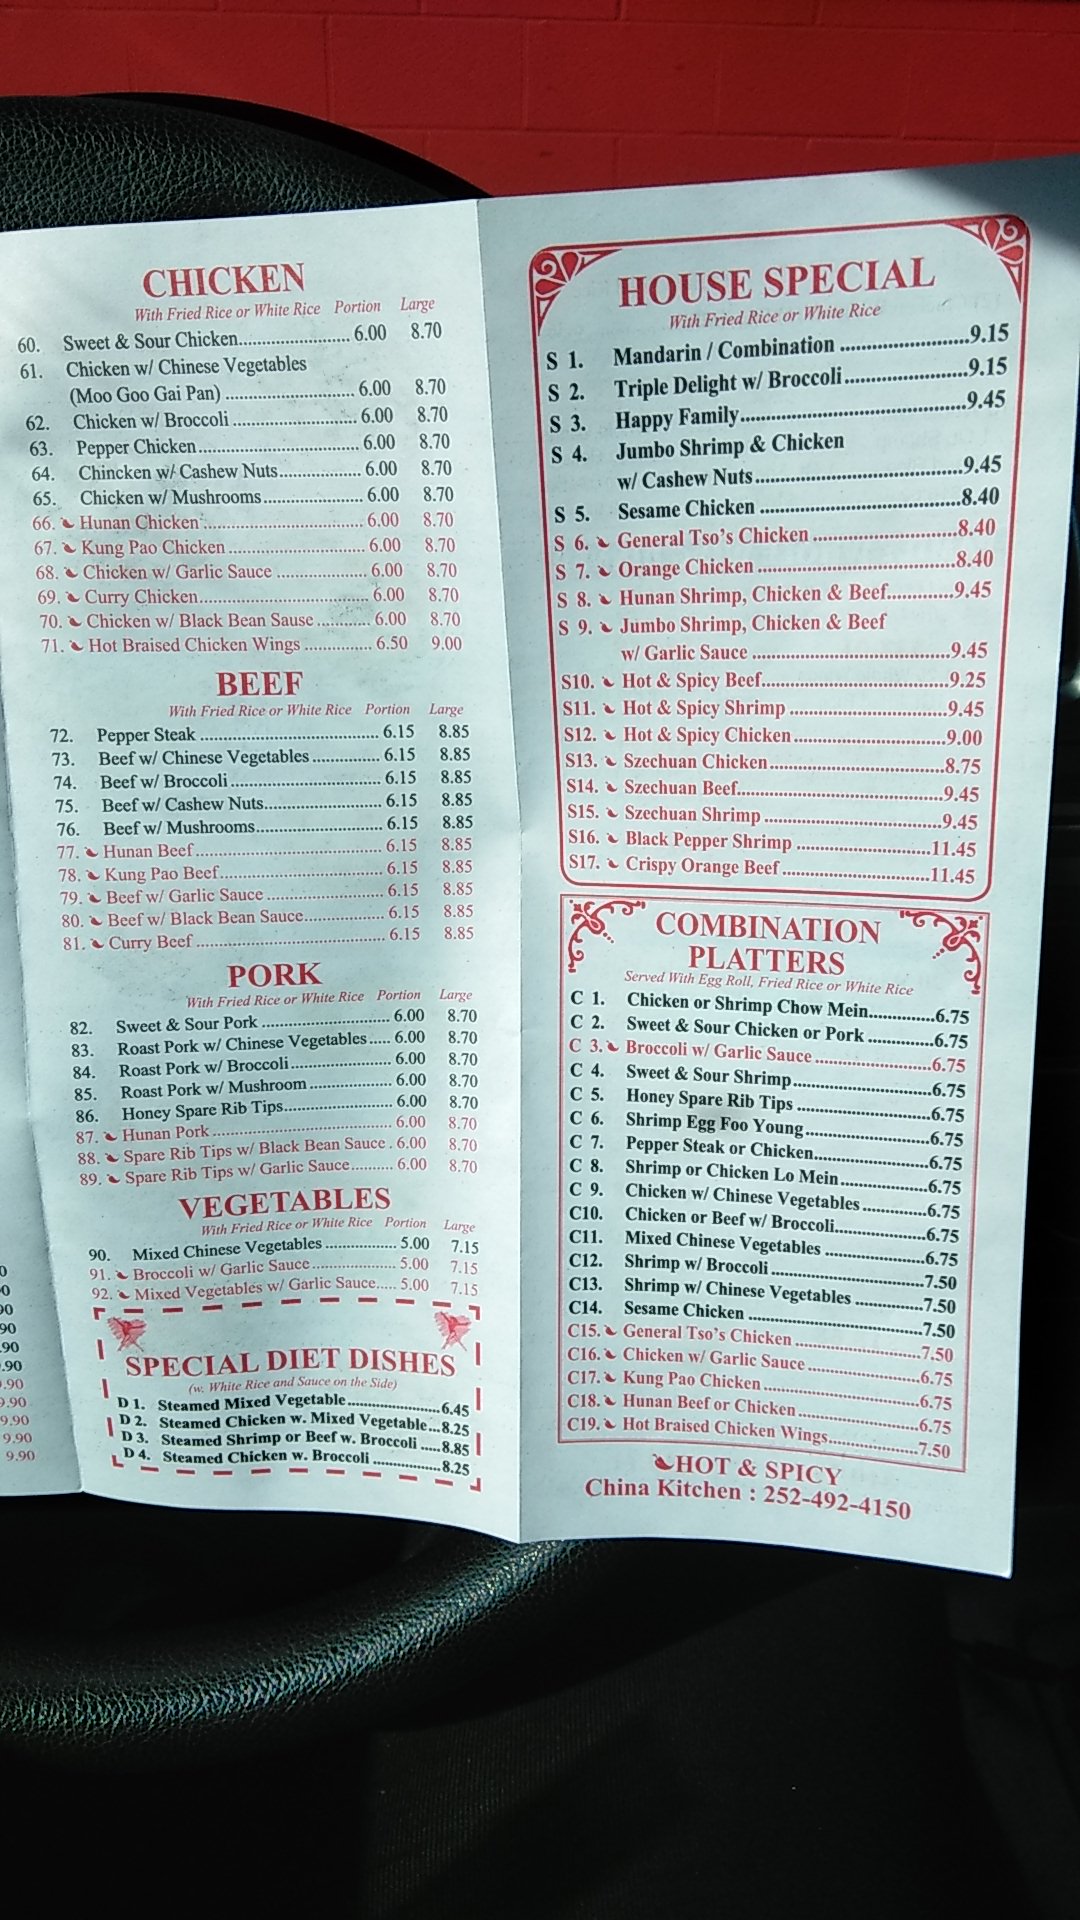 CHICKEN
With Fried Rice or White Rice Portion Large
60. Sweet & Sour Chicken........................ 6.00 8.70
61. Chicken w/ Chinese Vegetables
(Moo Goo Gai Pan) ............................ 6.00 8.70
62. Chicken w/ Broccoli ........................... 6.00 8.70
63. Pepper Chicken.................................... 6.00 8.70
64. Chincken w/ Cashew Nuts.................. 6.00 8.70
65. Chicken w/ Mushrooms...................... 6.00 8.70
66. Hunan Chicken................................... 6.00 8.70
67. Kung Pao Chicken .............................. 6.00 8.70
68. Chicken w/ Garlic Sauce .................... 6.00 8.70
69. Curry Chicken..................................... 6.00 8.70
70. Chicken w/ Black Bean Sause ............ 6.00 8.70
71. Hot Braised Chicken Wings ............... 6.50 9.00
BEEF
With Fried Rice or White Rice Portion Large
72. Pepper Steak ....................................... 6.15 8.85
73. Beef w/ Chinese Vegetables ............... 6.15 8.85
74. Beef w/ Broccoli ................................. 6.15 8.85
75. Beef w/ Cashew Nuts.......................... 6.15 8.85
76. Beef w/ Mushrooms............................ 6.15 8.85
77. Hunan Beef ......................................... 6.15 8.85
78. Kung Pao Beef.................................... 6.15 8.85
79. Beef w/ Garlic Sauce .......................... 6.15 8.85
80. Beef w/ Black Bean Sauce.................. 6.15 8.85
81. Curry Beef .......................................... 6.15 8.85
PORK
With Fried Rice or White Rice Portion Large
82. Sweet & Sour Pork ............................. 6.00 8.70
83. Roast Pork w/ Chinese Vegetables..... 6.00 8.70
84. Roast Pork w/ Broccoli....................... 6.00 8.70
85. Roast Pork w/ Mushroom ................... 6.00 8.70
86. Honey Spare Rib Tips......................... 6.00 8.70
87. Hunan Pork ......................................... 6.00 8.70
88. Spare Rib Tips w/ Black Bean Sauce . 6.00 8.70
89. Spare Rib Tips w/ Garlic Sauce.......... 6.00 8.70
VEGETABLES
With Fried Rice or White Rice Portion Large
90. Mixed Chinese Vegetables ................. 5.00 7.15
91. Broccoli w/ Garlic Sauce.................... 5.00 7.15
92. Mixed Vegetables w/ Garlic Sauce..... 5.00 7.15
SPECIAL DIET DISHES
(w. White Rice and Sauce on the Side)
D 1. Steamed Mixed Vegetable.....................6.45
D 2. Steamed Chicken w. Mixed Vegetable...8.25
D 3. Steamed Shrimp or Beef w. Broccoli .....8.85
D 4. Steamed Chicken w. Broccoli ................8.25
.90
.90
9.90
9.90
9.90
9.90
HOUSE SPECIAL
With Fried Rice or White Rice
S 1. Mandarin / Combination ........................9.15
S 2. Triple Delight w/ Broccoli.......................9.15
S 3. Happy Family..........................................9.45
S 4. Jumbo Shrimp & Chicken
w/ Cashew Nuts.......................................9.45
S 5. Sesame Chicken ......................................8.40
S 6. General Tso's Chicken ...........................8.40
S 7. Orange Chicken ......................................8.40
S 8. Hunan Shrimp, Chicken & Beef.............9.45
S 9. Jumbo Shrimp, Chicken & Beef
w/ Garlic Sauce .......................................9.45
S10. Hot & Spicy Beef....................................9.25
S11. Hot & Spicy Shrimp ..............................9.45
S12. Hot & Spicy Chicken..............................9.00
S13. Szechuan Chicken...................................8.75
S14. Szechuan Beef.........................................9.45
S15. Szechuan Shrimp ...................................9.45
S16. Black Pepper Shrimp ...........................11.45
S17. Crispy Orange Beef ..............................11.45
COMBINATION
PLATTERS
Served With Egg Roll, Fried Rice or White Rice
C 1. Chicken or Shrimp Chow Mein.............6.75
C 2. Sweet & Sour Chicken or Pork .............6.75
C 3. Broccoli w/ Garlic Sauce .......................6.75
C 4. Sweet & Sour Shrimp............................6.75
C 5. Honey Spare Rib Tips ...........................6.75
C 6. Shrimp Egg Foo Young.........................6.75
C 7. Pepper Steak or Chicken.......................6.75
C 8. Shrimp or Chicken Lo Mein.................6.75
C 9. Chicken w/ Chinese Vegetables ............6.75
C10. Chicken or Beef w/ Broccoli.................6.75
C11. Mixed Chinese Vegetables ....................6.75
C12. Shrimp w/ Broccoli ..............................7.50
C13. Shrimp w/ Chinese Vegetables .............7.50
C14. Sesame Chicken ...................................7.50
C15. General Tso's Chicken .........................7.50
C16. Chicken w/ Garlic Sauce ......................6.75
C17. Kung Pao Chicken ...............................6.75
C18. Hunan Beef or Chicken........................6.75
C19. Hot Braised Chicken Wings.................7.50
HOT & SPICY
China Kitchen : 252-492-4150